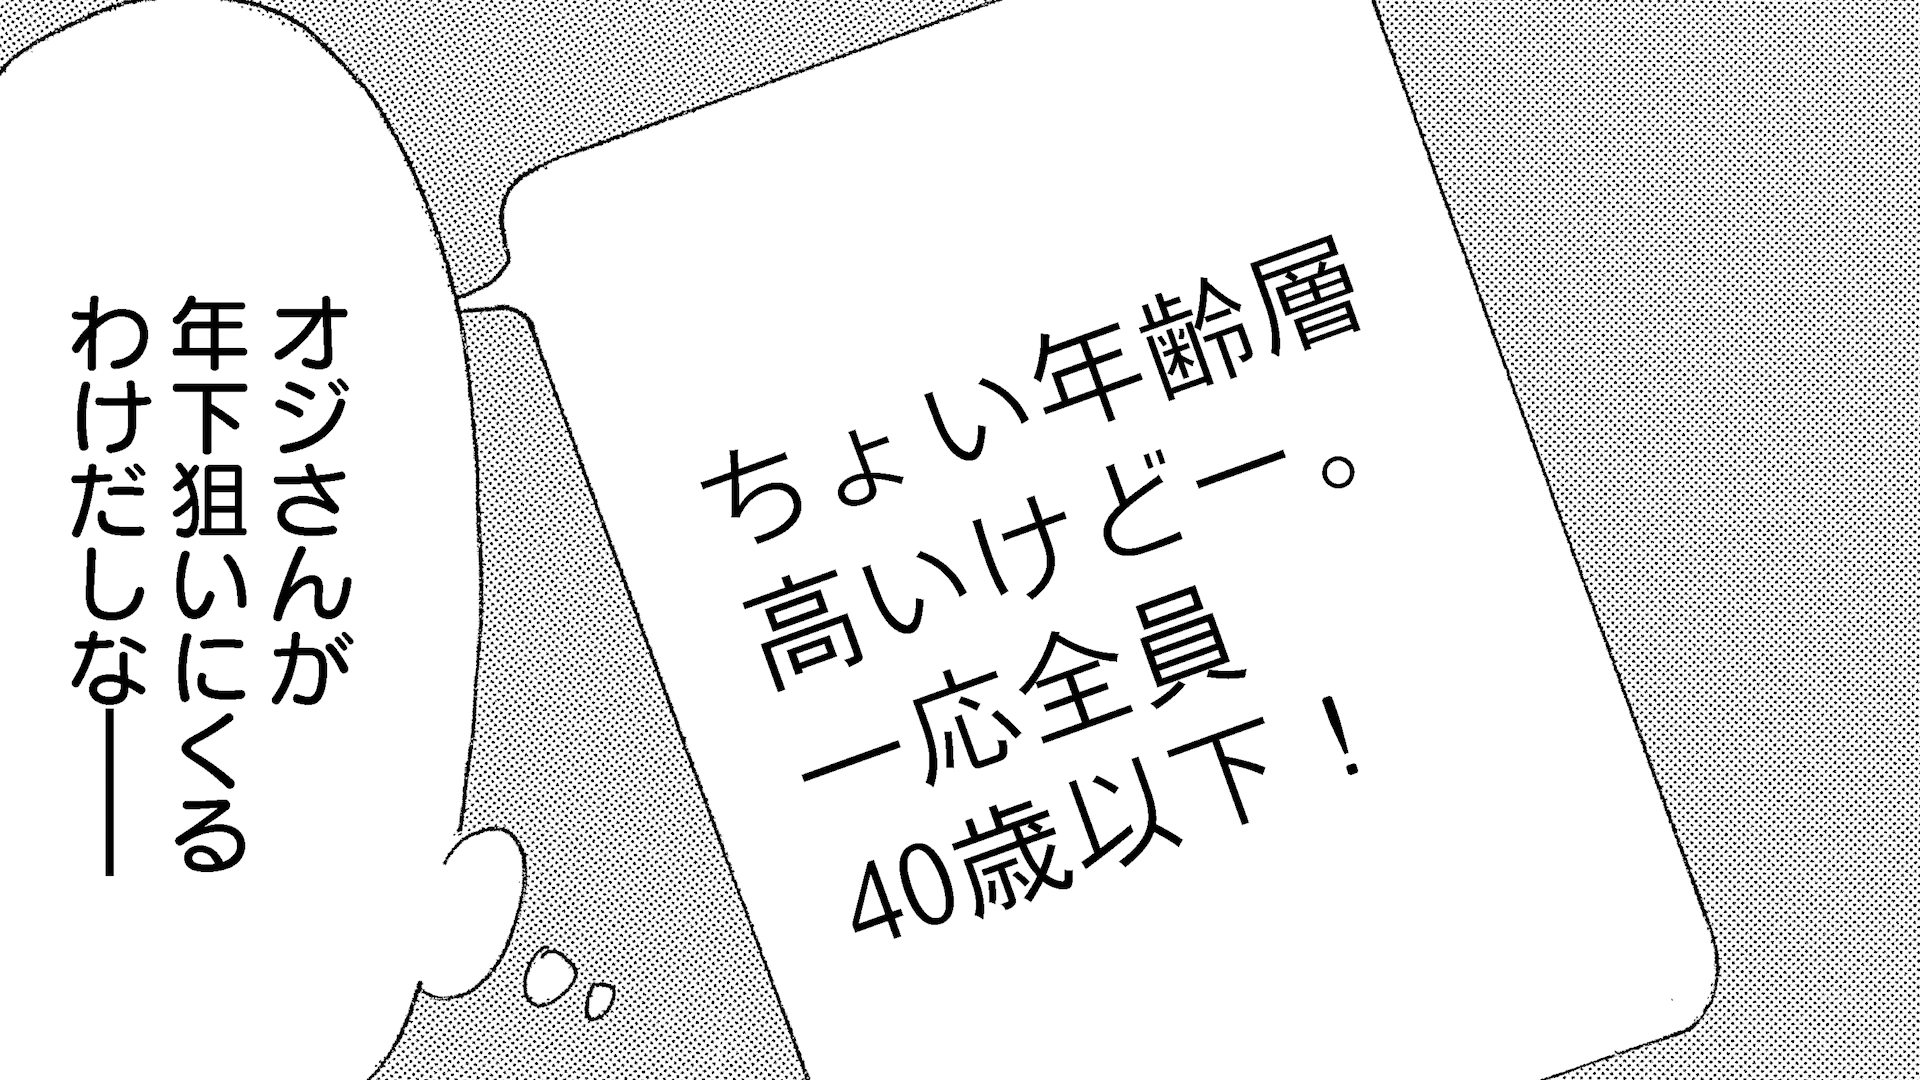 ちょい年齢層
高いけどー。
一応全員
40歳以下！
オジさんが
年下狙いにくる
わけだしな――